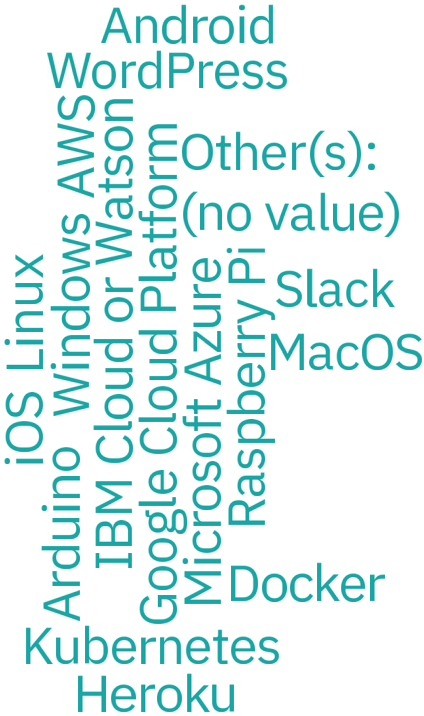 Android
WordPress
AWS
Other(s):
(no value)
Windows
IBM Cloud or Watson
Google Cloud Platform
Linux
Microsoft Azure
Raspberry Pi
Slack
MacOS
iOS
Arduino
Docker
Kubernetes
Heroku